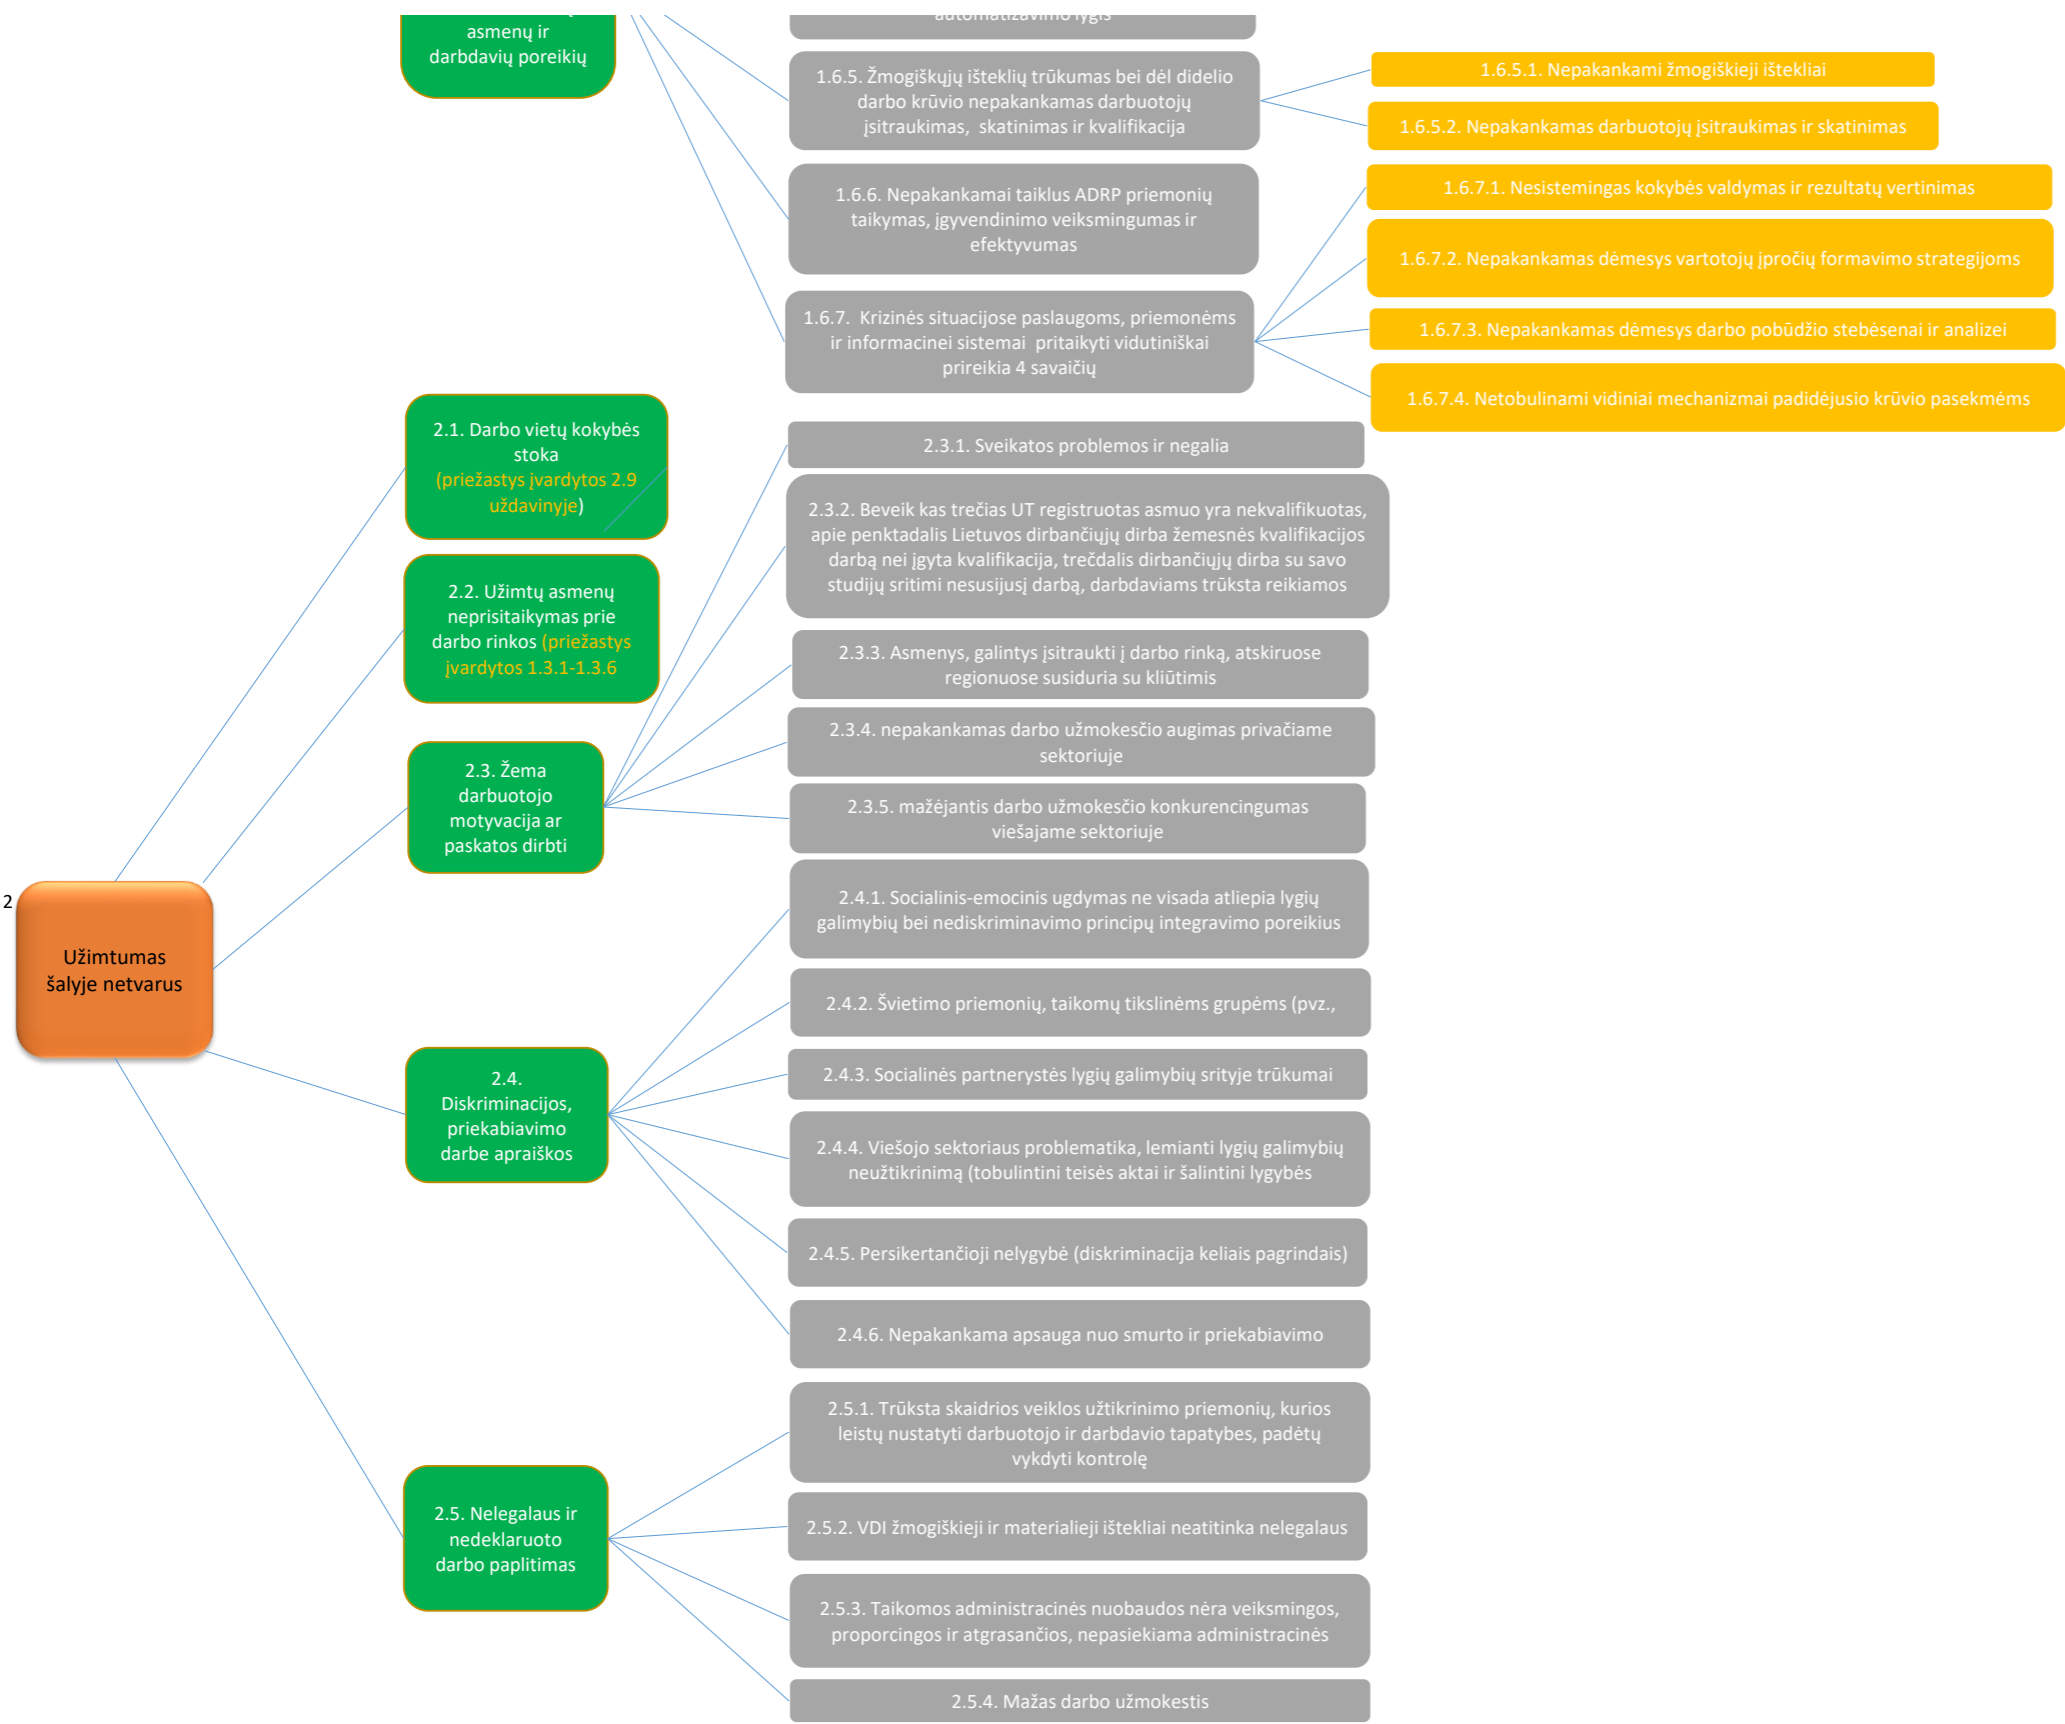 asmenų ir
darbdavių poreikių
automatizavimo lygis
1.6.5. Žmogiškųjų išteklių trūkumas bei dėl didelio
darbo krūvio nepakankamas darbuotojų
įsitraukimas, skatinimas ir kvalifikacija
1.6.5.1. Nepakankami žmogiškieji ištekliai
1.6.5.2. Nepakankamas darbuotojų įsitraukimas ir skatinimas
1.6.6. Nepakankamai taiklus ADRP priemonių
taikymas, įgyvendinimo veiksmingumas ir
efektyvumas
1.6.7. Krizinės situacijose paslaugoms, priemonėms
ir informacinei sistemai pritaikyti vidutiniškai
prireikia 4 savaičių
1.6.7.1. Nesistemingas kokybės valdymas ir rezultatų vertinimas
1.6.7.2. Nepakankamas dėmesys vartotojų įpročių formavimo strategijoms
1.6.7.3. Nepakankamas dėmesys darbo pobūdžio stebėsenai ir analizei
1.6.7.4. Netobulinami vidiniai mechanizmai padidėjusio krūvio pasekmėms
2
Užimtumas
šalyje netvarus
2.1. Darbo vietų kokybės
stoka
(priežastys įvardytos 2.9
uždavinyje)
2.2. Užimtų asmenų
neprisitaikymas prie
darbo rinkos (priežastys
įvardytos 1.3.1-1.3.6
2.3. Žema
darbuotojo
motyvacija ar
paskatos dirbti
2.3.1. Sveikatos problemos ir negalia
2.3.2. Beveik kas trečias UT registruotas asmuo yra nekvalifikuotas,
apie penktadalis Lietuvos dirbančiųjų dirba žemesnės kvalifikacijos
darbą nei įgyta kvalifikacija, trečdalis dirbančiųjų dirba su savo
studijų sritimi nesusijusį darbą, darbdaviams trūksta reikiamos
2.3.3. Asmenys, galintys įsitraukti į darbo rinką, atskiruose
regionuose susiduria su kliūtimis
2.3.4. nepakankamas darbo užmokesčio augimas privačiame
sektoriuje
2.3.5. mažėjantis darbo užmokesčio konkurencingumas
viešajame sektoriuje
2.4.
Diskriminacijos,
priekabiavimo
darbe apraiškos
2.4.1. Socialinis-emocinis ugdymas ne visada atliepia lygių
galimybių bei nediskriminavimo principų integravimo poreikius
2.4.2. Švietimo priemonių, taikomų tikslinėms grupėms (pvz.,
2.4.3. Socialinės partnerystės lygių galimybių srityje trūkumai
2.4.4. Viešojo sektoriaus problematika, lemianti lygių galimybių
neužtikrinimą (tobulintini teisės aktai ir šalintini lygybės
2.4.5. Persikertančioji nelygybė (diskriminacija keliais pagrindais)
2.4.6. Nepakankama apsauga nuo smurto ir priekabiavimo
2.5. Nelegalaus ir
nedeklaruoto
darbo paplitimas
2.5.1. Trūksta skaidrios veiklos užtikrinimo priemonių, kurios
leistų nustatyti darbuotojo ir darbdavio tapatybes, padėtų
vykdyti kontrolę
2.5.2. VDI žmogiškieji ir materialieji ištekliai neatitinka nelegalaus
2.5.3. Taikomos administracinės nuobaudos nėra veiksmingos,
proporcingos ir atgrasančios, nepasiekiama administracinės
2.5.4. Mažas darbo užmokestis